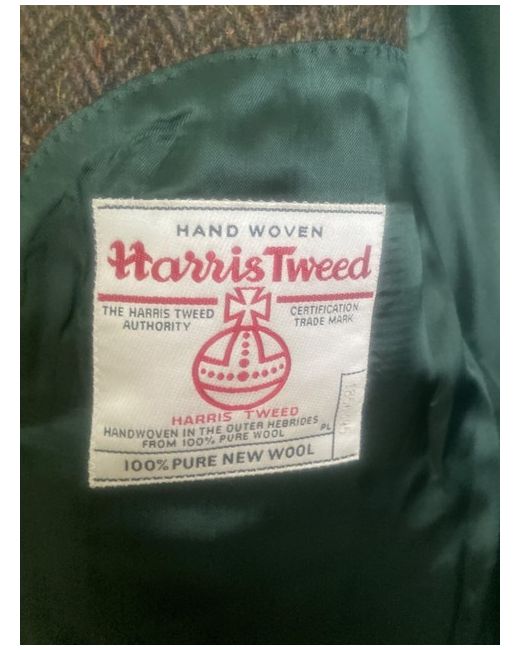 HAND WOVEN
Harris Tweed
THE HARRIS TWEED
AUTHORITY
CERTIFICATION
TRADE MARK
HARRIS TWEED
HANDWOVEN IN THE OUTER HEBRIDES
FROM 100% PURE WOOL
PL
100% PURE NEW WOOL